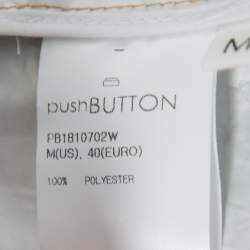 pushBUTTON
PB1810702W
M(US), 40(EURO)
100% POLYESTER
M